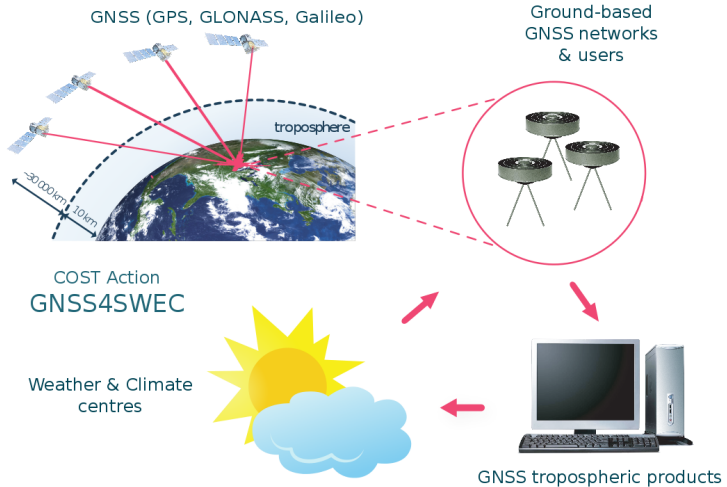 GNSS (GPS, GLONASS, Galileo)
Ground-based
GNSS networks
& users
troposphere
~30 000 km
10 km
COST Action
GNSS4SWEC
Weather & Climate
centres
GNSS tropospheric products